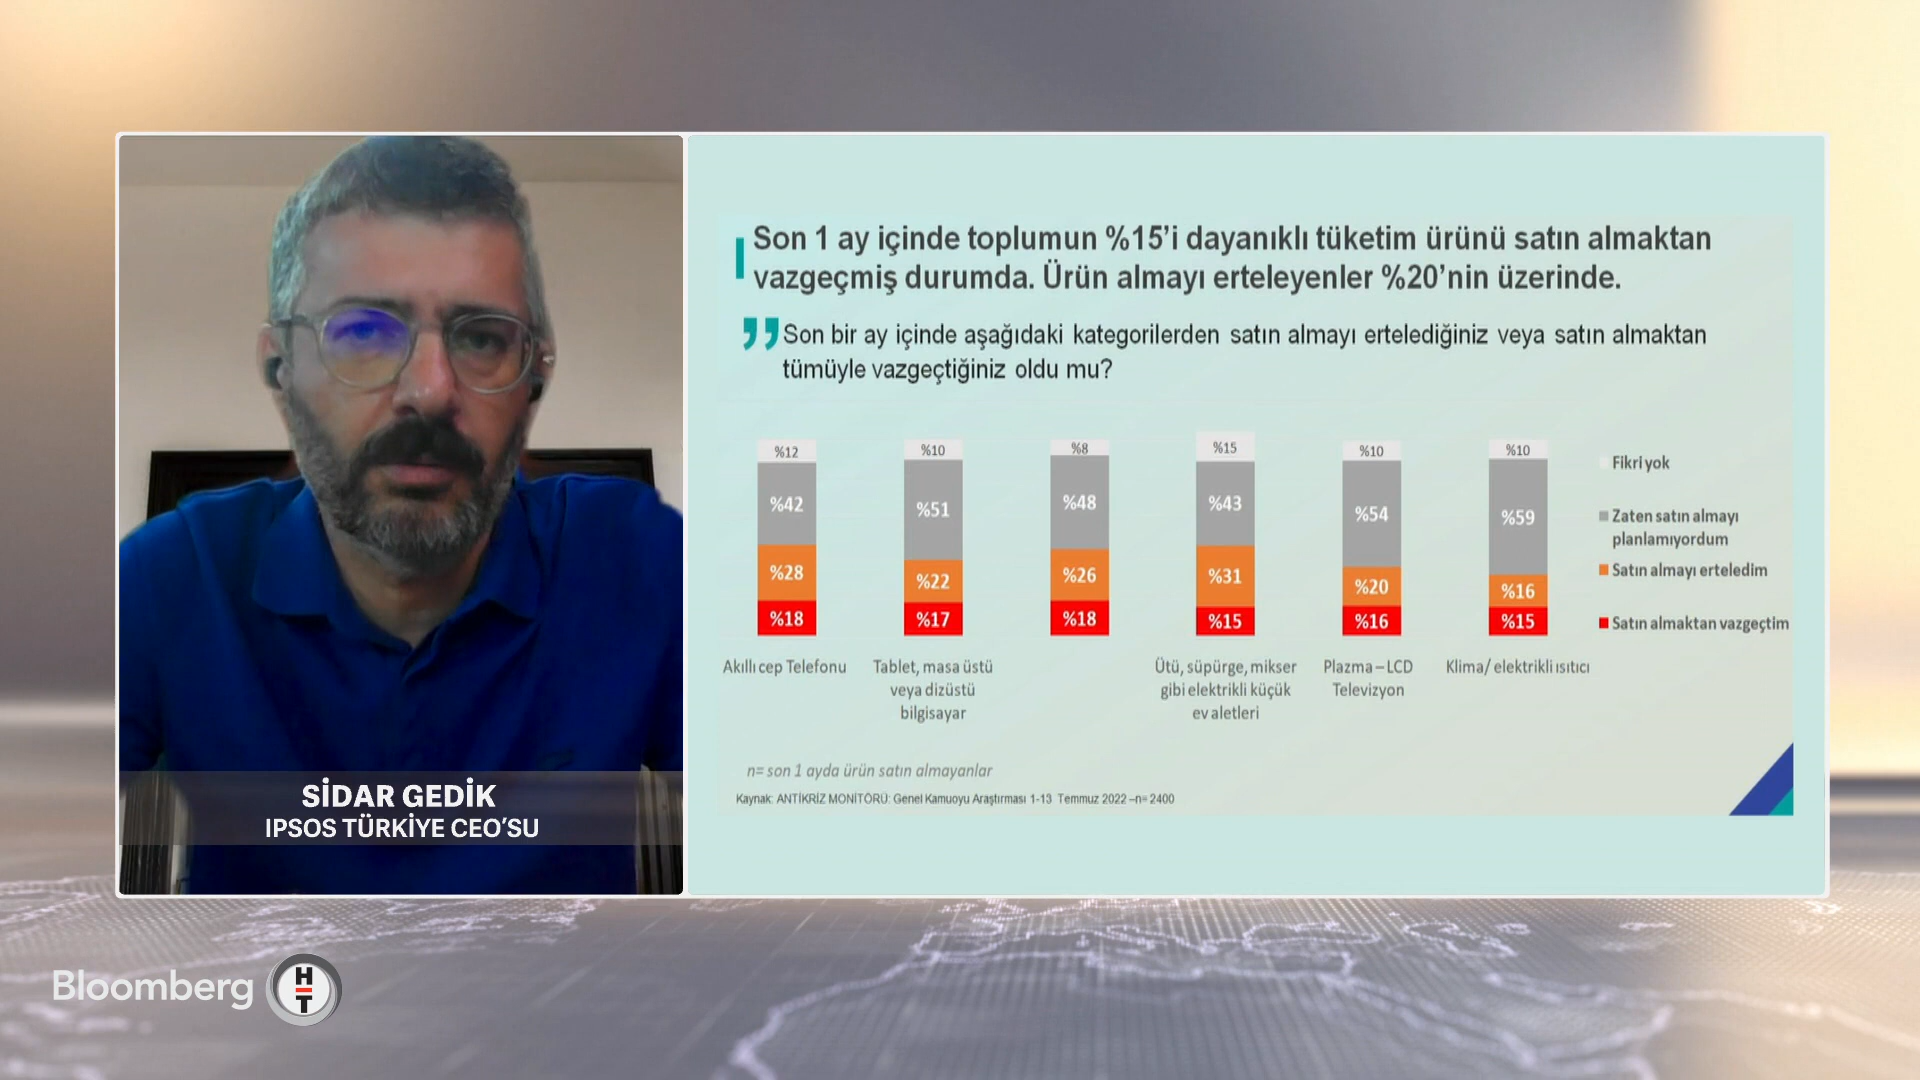 Son 1 ay içinde toplumun %15'i dayanıklı tüketim ürünü satın almaktan
vazgeçmiş durumda. Ürün almayı erteleyenler %20'nin üzerinde.
Son bir ay içinde aşağıdaki kategorilerden satın almayı ertelediğiniz veya satın almaktan
tümüyle vazgeçtiğiniz oldu mu?
%12 %10 %8 %15 %10 %10
%42 %51 %48 %43 %54 %59
%28 %22 %26 %31 %20 %16
%18 %17 %18 %15 %16 %15
Fikri yok
Zaten satın almayı
planlamıyordum
Satın almayı erteledim
Satın almaktan vazgeçtim
Akıllı cep Telefonu
Tablet, masa üstü
veya dizüstü
bilgisayar
Ütü, süpürge, mikser
gibi elektrikli küçük
ev aletleri
Plazma – LCD
Televizyon
Klima/ elektrikli ısıtıcı
n= son 1 ayda ürün satın almayanlar
Kaynak: ANTİKRİZ MONİTÖRÜ: Genel Kamuoyu Araştırması 1-13 Temmuz 2022 –n= 2400
SİDAR GEDİK
IPSOS TÜRKİYE CEO'SU
Bloomberg HT